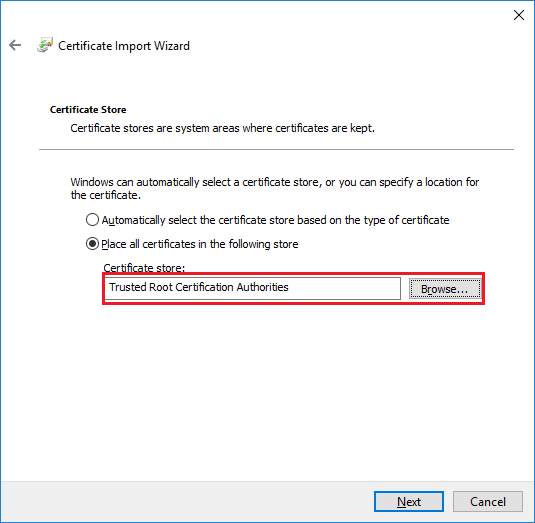 Certificate Import Wizard
Certificate Store
Certificate stores are system areas where certificates are kept.
Windows can automatically select a certificate store, or you can specify a location for
the certificate.
Automatically select the certificate store based on the type of certificate
Place all certificates in the following store
Certificate store:
Trusted Root Certification Authorities Browse...
Next Cancel